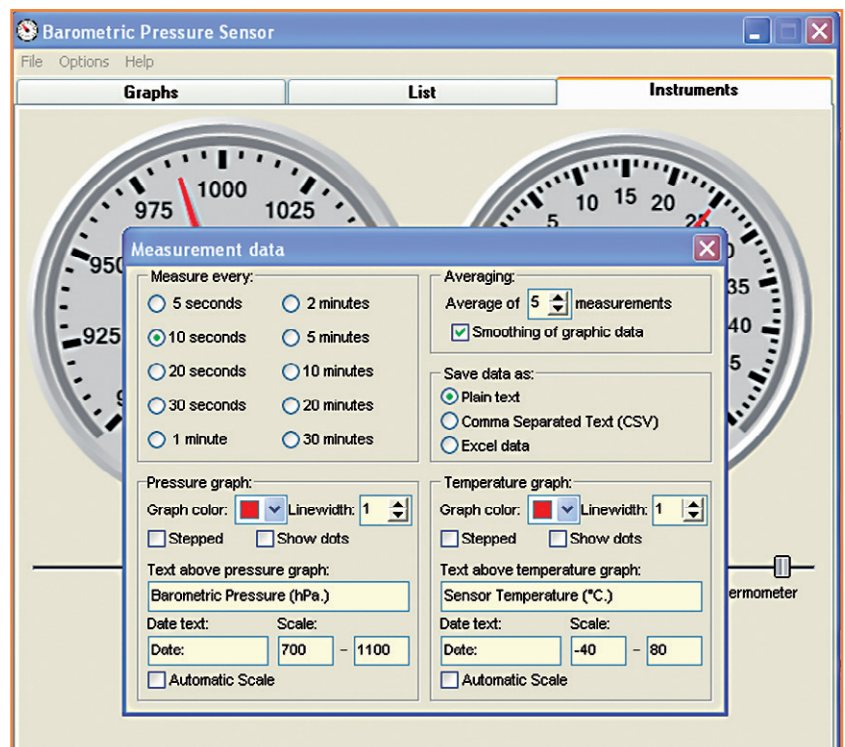 Barometric Pressure Sensor
File Options Help
Graphs List Instruments
975 1000 1025
950
925
5 10 15 20 25
35
40
Measurement data
Measure every:
5 seconds 2 minutes
10 seconds 5 minutes
20 seconds 10 minutes
30 seconds 20 minutes
1 minute 30 minutes
Averaging:
Average of 5 measurements
Smoothing of graphic data
Save data as:
Plain text
Comma Separated Text (CSV)
Excel data
Pressure graph:
Graph color: Linewidth: 1
Stepped Show dots
Text above pressure graph:
Barometric Pressure (hPa.)
Date text: Scale:
Date: 700 - 1100
Automatic Scale
Temperature graph:
Graph color: Linewidth: 1
Stepped Show dots
Text above temperature graph:
Sensor Temperature (°C.)
Date text: Scale:
Date: -40 - 80
Automatic Scale
ermometer